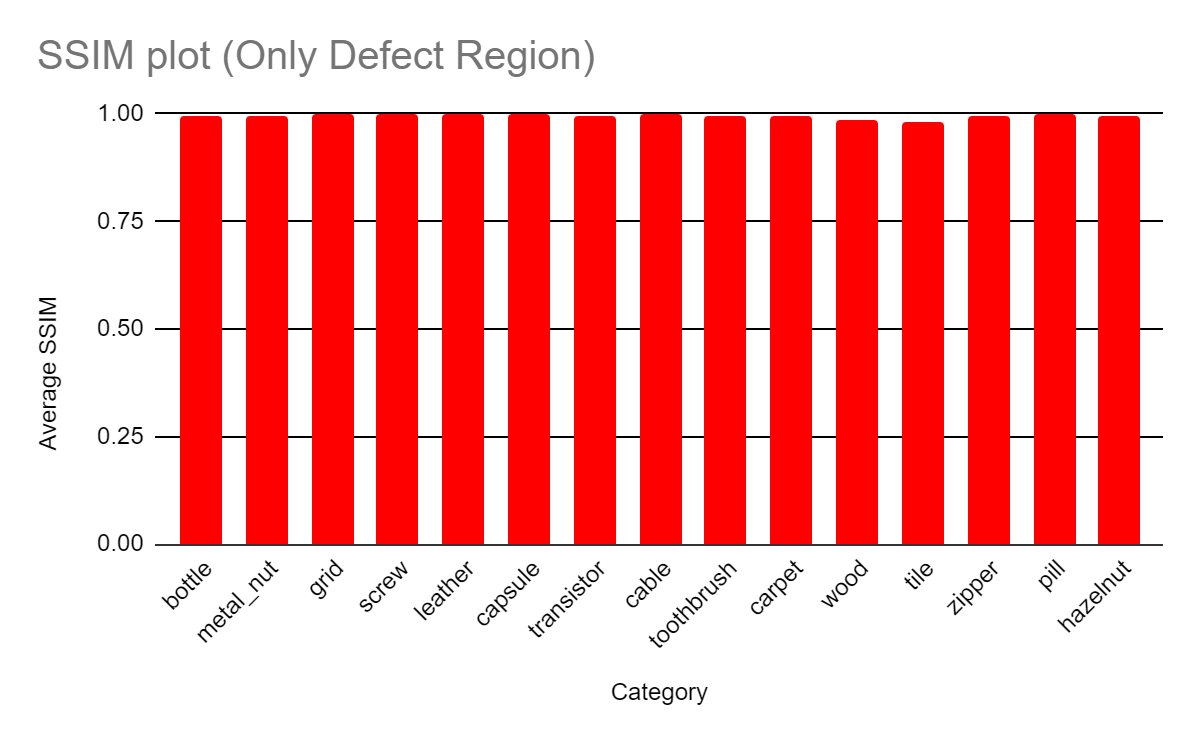 SSIM plot (Only Defect Region)
1.00
0.75
0.50
0.25
0.00
Average SSIM
bottle
metal_nut
grid
screw
leather
capsule
transistor
cable
toothbrush
carpet
wood
tile
zipper
pill
hazelnut
Category